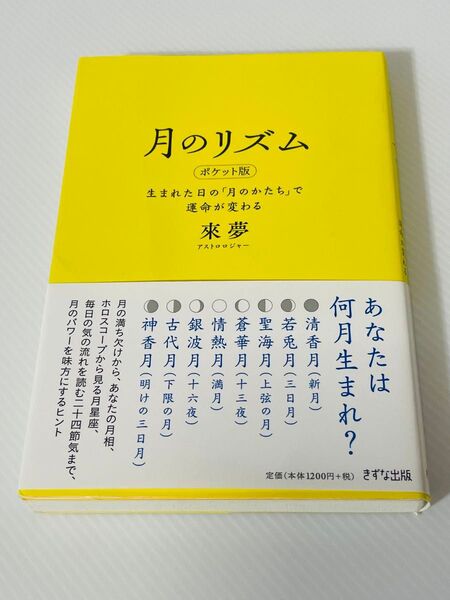 月のリズム
ポケット版
生まれた日の「月のかたち」で
運命が変わる
來夢
アストロロジャー
あなたは
何月生まれ?
清香月(新月)
若兎月(三日月)
聖海月(上弦の月)
蒼華月(十三夜)
情熱月(満月)
銀波月(十六夜)
古代月(下限の月)
神香月(明けの三日月)
月の満ち欠けから、あなたの月相、
ホロスコープから見る月星座、
毎日の気の流れを読む二十四節気まで、
月のパワーを味方にするヒント
定価(本体1200円+税)
きずな出版